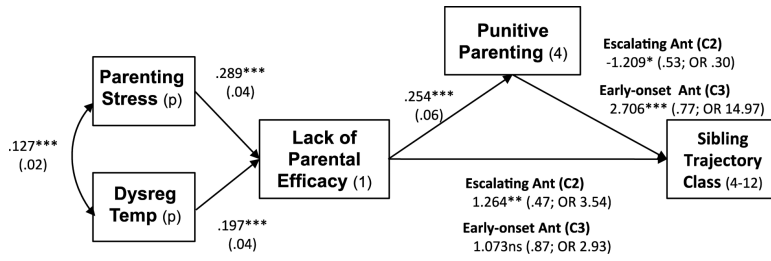 Punitive
Parenting (4)
Escalating Ant (C2)
-1.209* (.53; OR .30)
Early-onset Ant (C3)
2.706*** (.77; OR 14.97)
Parenting
Stress (p)
.289***
(.04)
.254***
(.06)
.127***
(.02)
Lack of
Parental
Efficacy (1)
Sibling
Trajectory
Class (4-12)
Dysreg
Temp (p)
.197***
(.04)
Escalating Ant (C2)
1.264** (.47; OR 3.54)
Early-onset Ant (C3)
1.073ns (.87; OR 2.93)